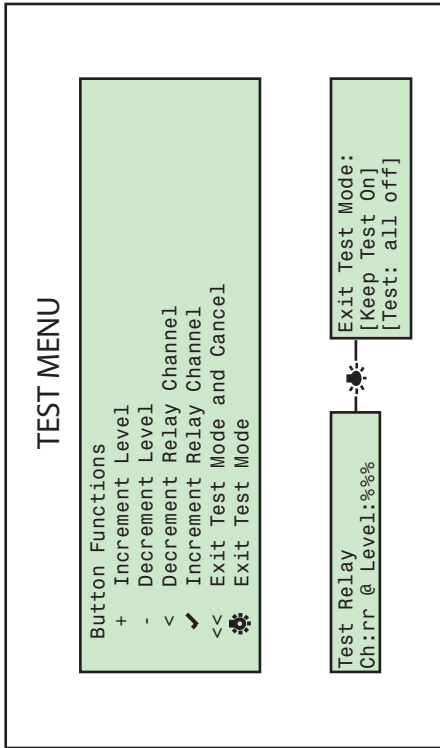 TEST MENU
Button Functions
+ Increment Level
- Decrement Level
< Decrement Relay Channel
✓ Increment Relay Channel
<< Exit Test Mode and Cancel
Exit Test Mode
Test Relay
Ch:rr @ Level:%%%
Exit Test Mode:
[Keep Test On]
[Test: all off]